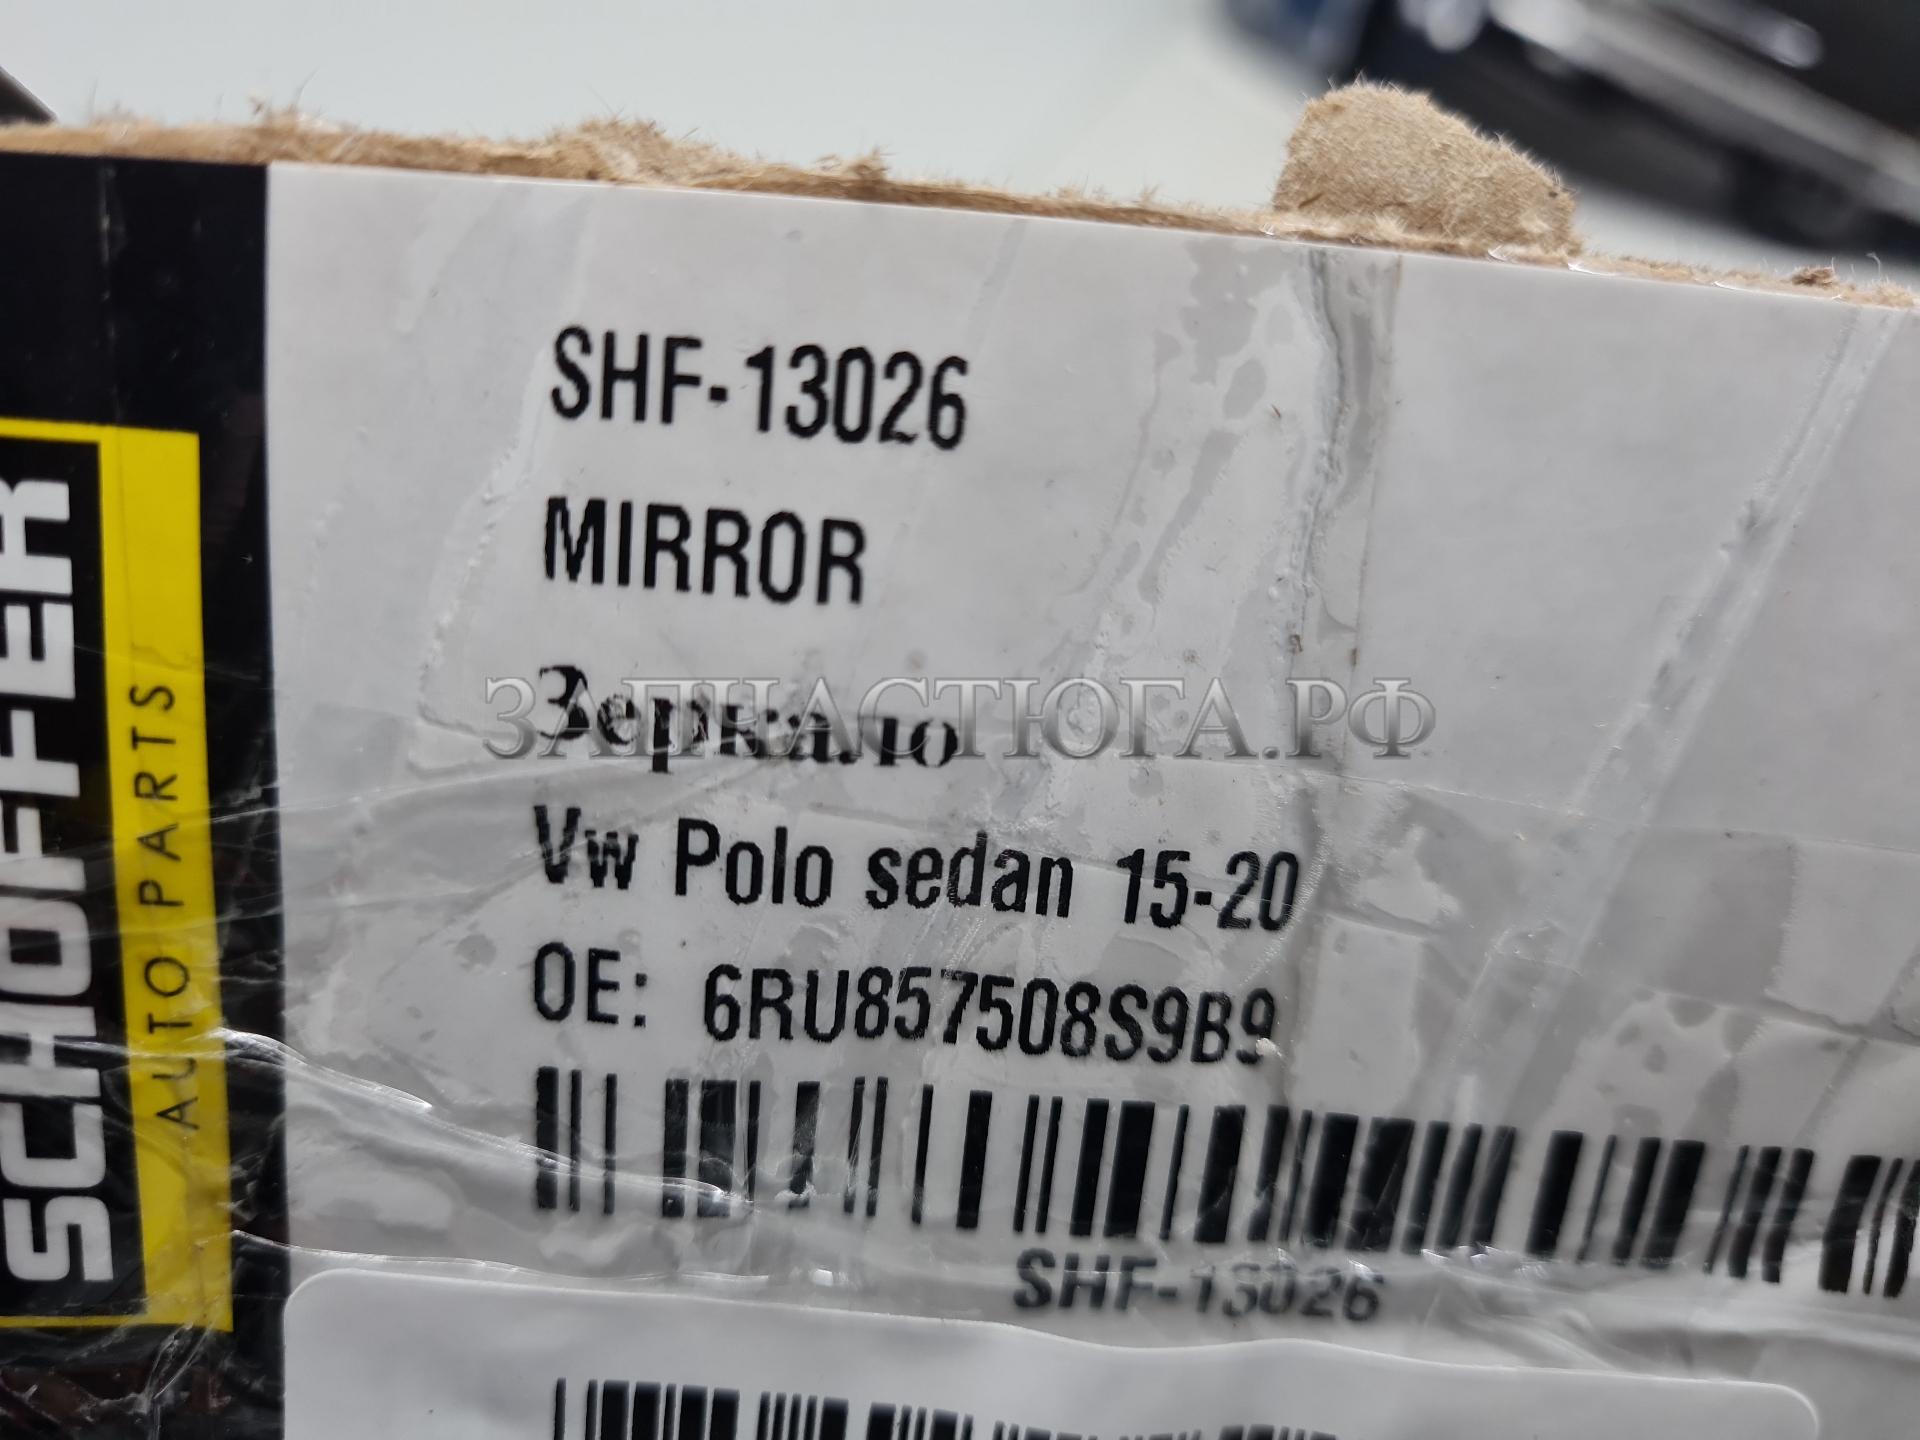 SCHOFFER
AUTO PARTS
SHF-13026
MIRROR
Зеркало
ЗАПЧАСТЮГА.РФ
Vw Polo sedan 15-20
OE: 6RU857508S9B9
SHF-13026